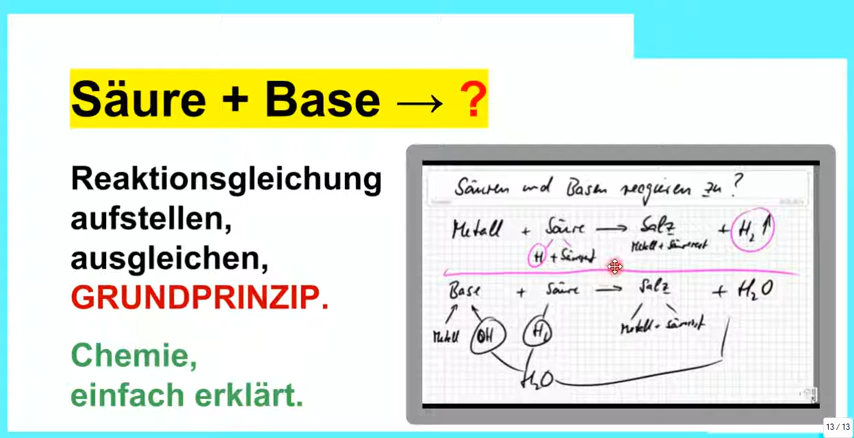 Säure + Base → ?
Reaktionsgleichung
aufstellen,
ausgleichen,
GRUNDPRINZIP.
Chemie,
einfach erklärt.
Säuren und Basen reagieren zu ?
Metall + Säure → Salz + H₂ ↑
H + Säurerest Metall + Säurerest
Base + Säure → Salz + H₂O
Metall OH H Metall + Säurerest
H₂O
13 / 13